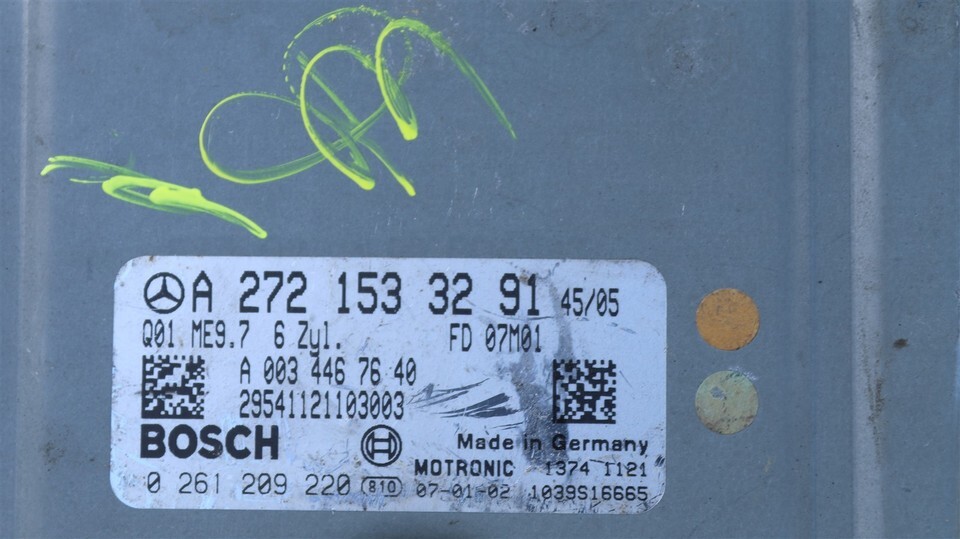 A 272 153 32 91 45/05
Q01 ME9.7 6 Zyl. FD 07M01
A 003 446 76 40
29541121103003
BOSCH
Made in Germany
MOTRONIC 1374 1121
0 261 209 220 810 07-01-02 1039S16665